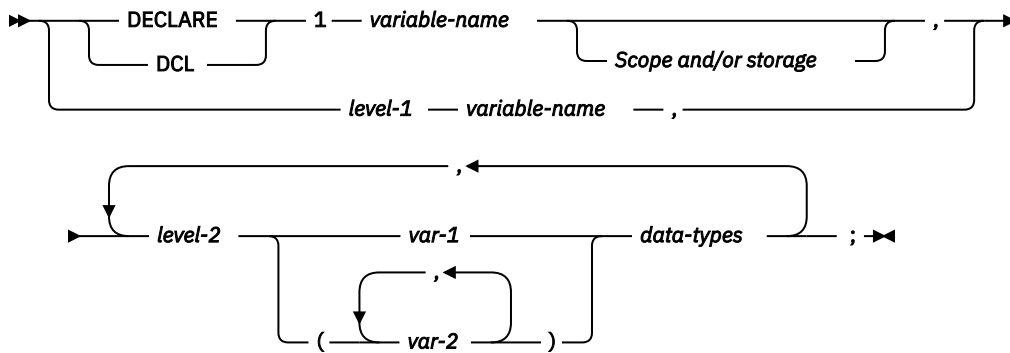 DECLARE 1 variable-name ,
DCL Scope and/or storage
level-1 variable-name ,
,
level-2 var-1 data-types ;
,
( var-2 )